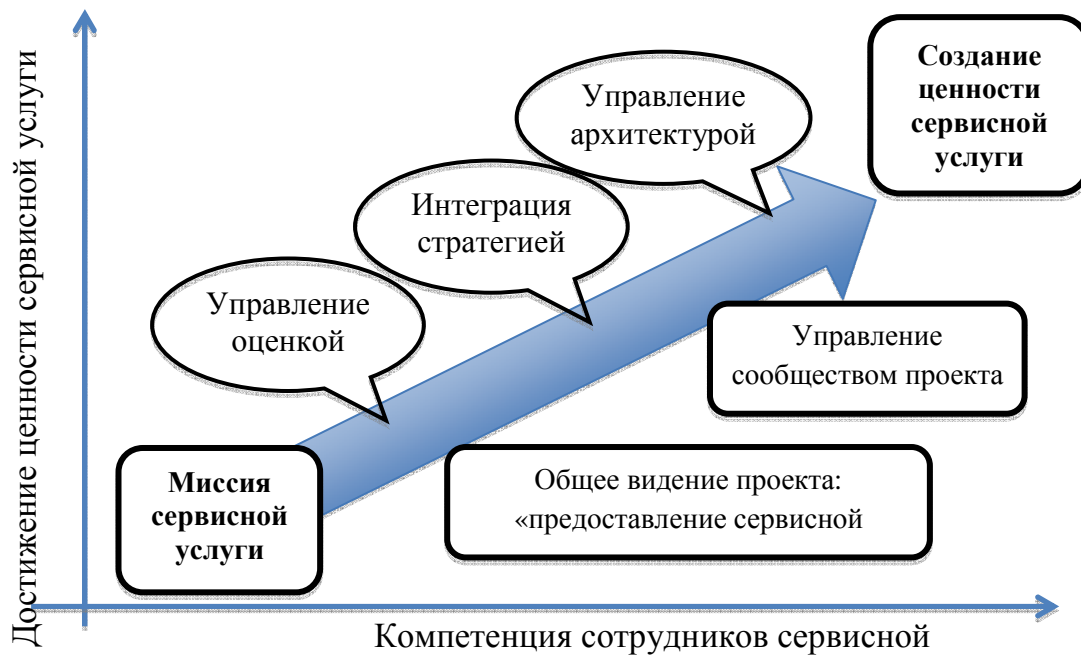 Достижение ценности сервисной услуги
Создание
ценности
сервисной
услуги
Управление
архитектурой
Интеграция
стратегией
Управление
оценкой
Управление
сообществом проекта
Миссия
сервисной
услуги
Общее видение проекта:
«предоставление сервисной
Компетенция сотрудников сервисной